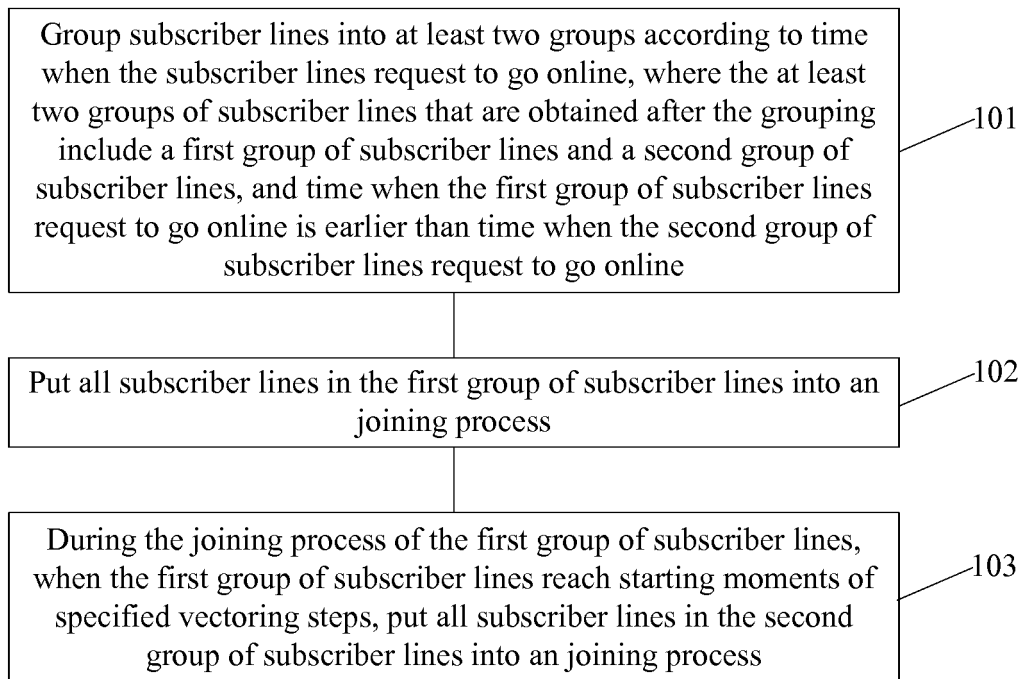 Group subscriber lines into at least two groups according to time
when the subscriber lines request to go online, where the at least
two groups of subscriber lines that are obtained after the grouping
include a first group of subscriber lines and a second group of
subscriber lines, and time when the first group of subscriber lines
request to go online is earlier than time when the second group of
subscriber lines request to go online
101
Put all subscriber lines in the first group of subscriber lines into an
joining process
102
During the joining process of the first group of subscriber lines,
when the first group of subscriber lines reach starting moments of
specified vectoring steps, put all subscriber lines in the second
group of subscriber lines into an joining process
103